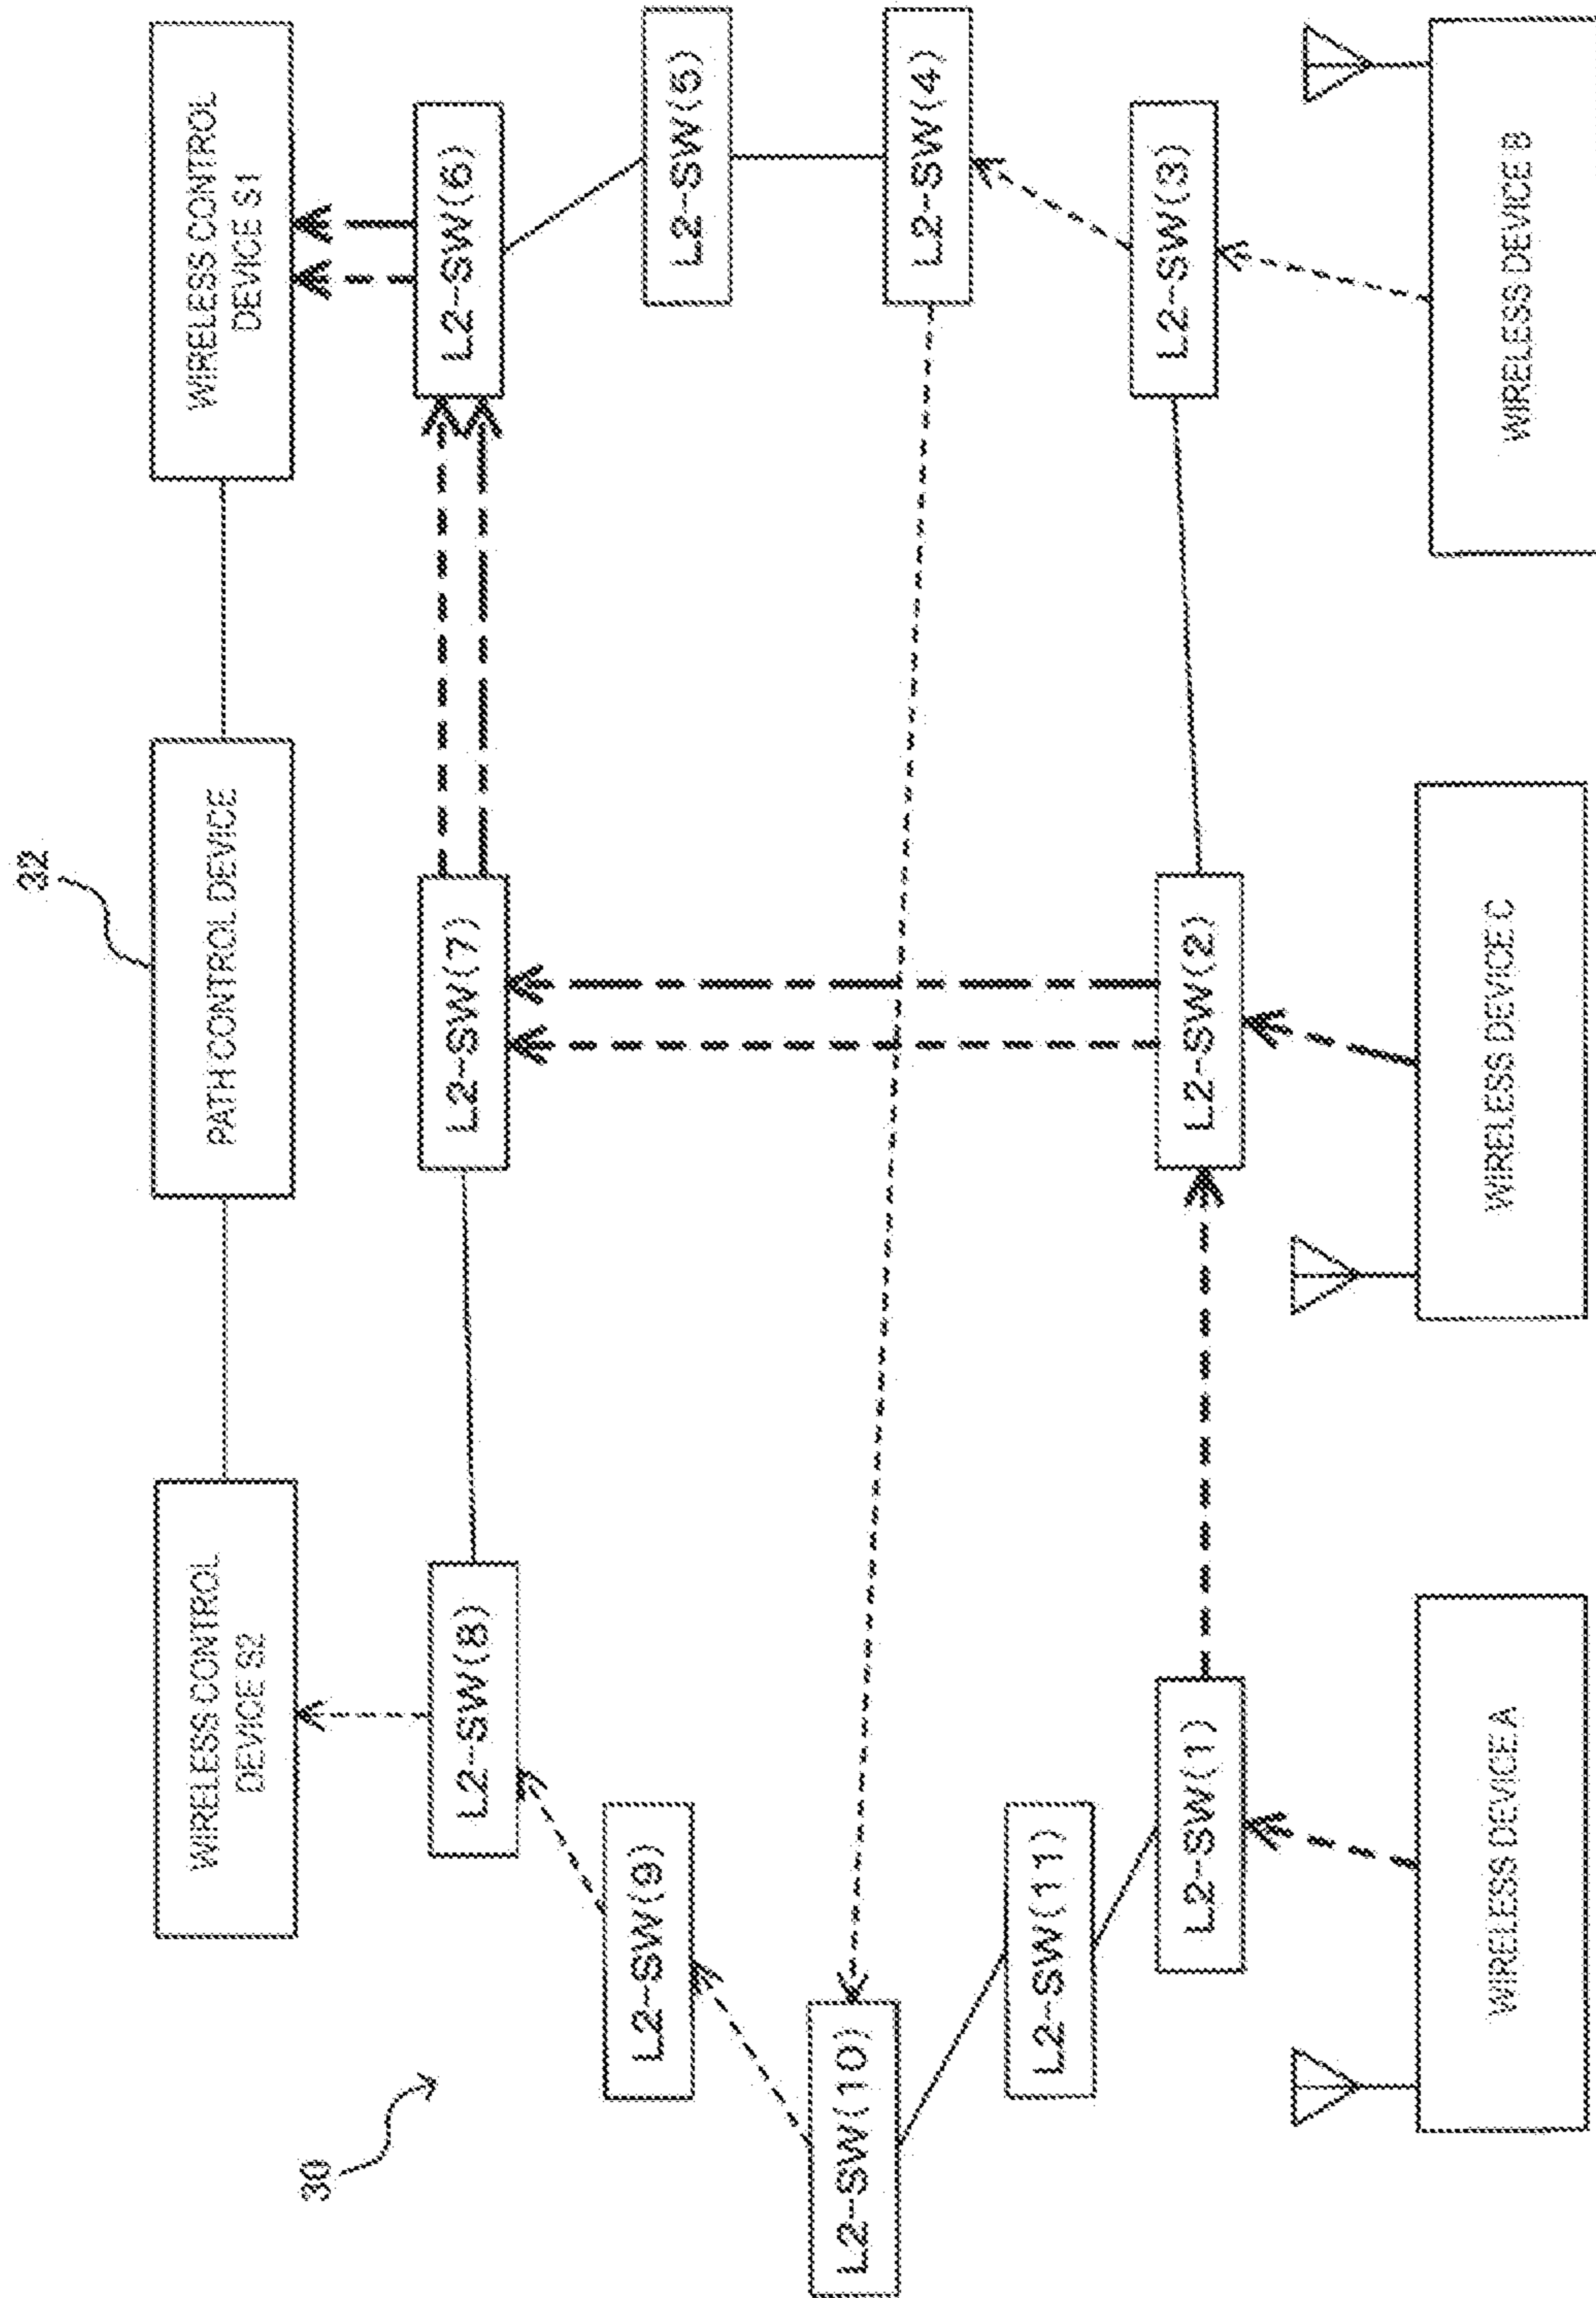 30
32
WIRELESS CONTROL
DEVICE S2
PATH CONTROL DEVICE
WIRELESS CONTROL
DEVICE S1
L2-SW(8)
L2-SW(7)
L2-SW(6)
L2-SW(9)
L2-SW(5)
L2-SW(10)
L2-SW(4)
L2-SW(11)
L2-SW(1)
L2-SW(2)
L2-SW(3)
WIRELESS DEVICE A
WIRELESS DEVICE C
WIRELESS DEVICE B